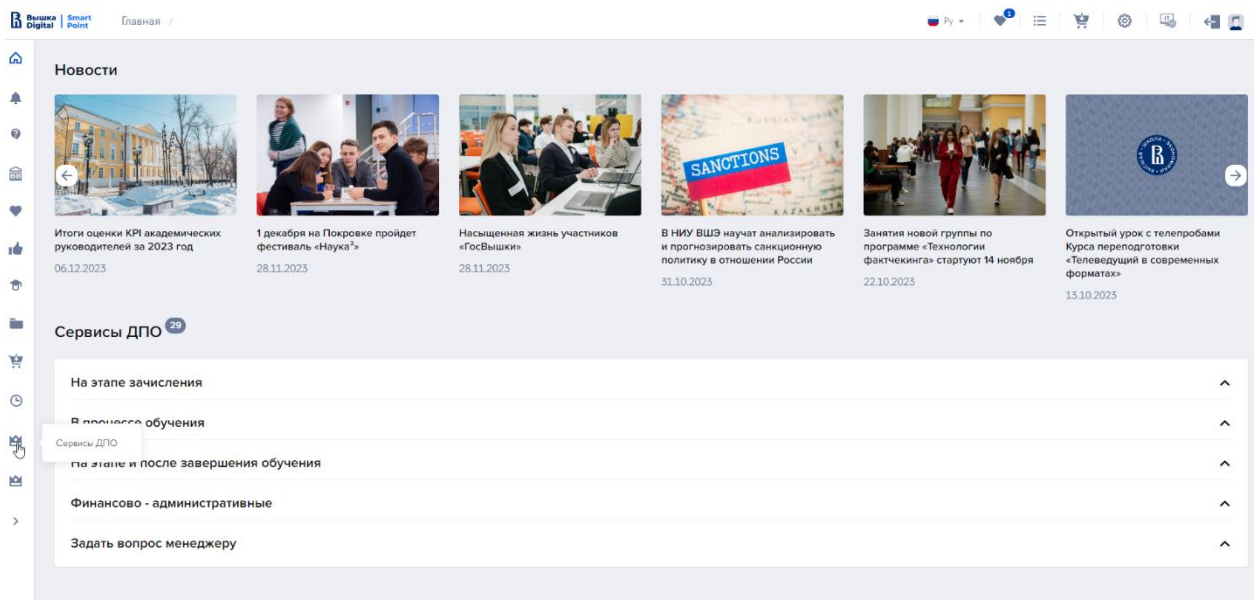 Вышка | Smart
Digital | Point
Главная /
Ру
1
Новости
SANCTIONS
KAZAKHSTA
Итоги оценки KPI академических
руководителей за 2023 год
06.12.2023
1 декабря на Покровке пройдет
фестиваль «Наука³»
28.11.2023
Насыщенная жизнь участников
«ГосВышки»
28.11.2023
В НИУ ВШЭ научат анализировать
и прогнозировать санкционную
политику в отношении России
31.10.2023
Занятия новой группы по
программе «Технологии
фактчекинга» стартуют 14 ноября
22.10.2023
Открытый урок с телепробами
Курса переподготовки
«Телеведущий в современных
форматах»
13.10.2023
Сервисы ДПО 29
На этапе зачисления
В процессе обучения
Сервисы ДПО
На этапе и после завершения обучения
Финансово - административные
Задать вопрос менеджеру